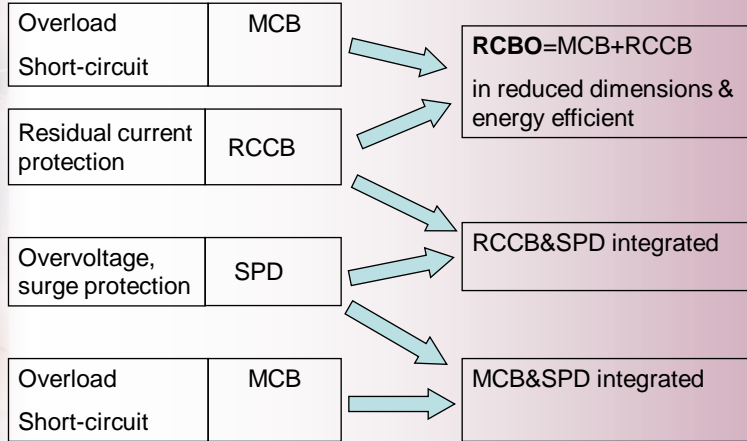 Overload MCB
Short-circuit
RCBO=MCB+RCCB
in reduced dimensions &
energy efficient
Residual current
protection
RCCB
RCCB&SPD integrated
Overvoltage,
surge protection
SPD
Overload MCB
Short-circuit
MCB&SPD integrated